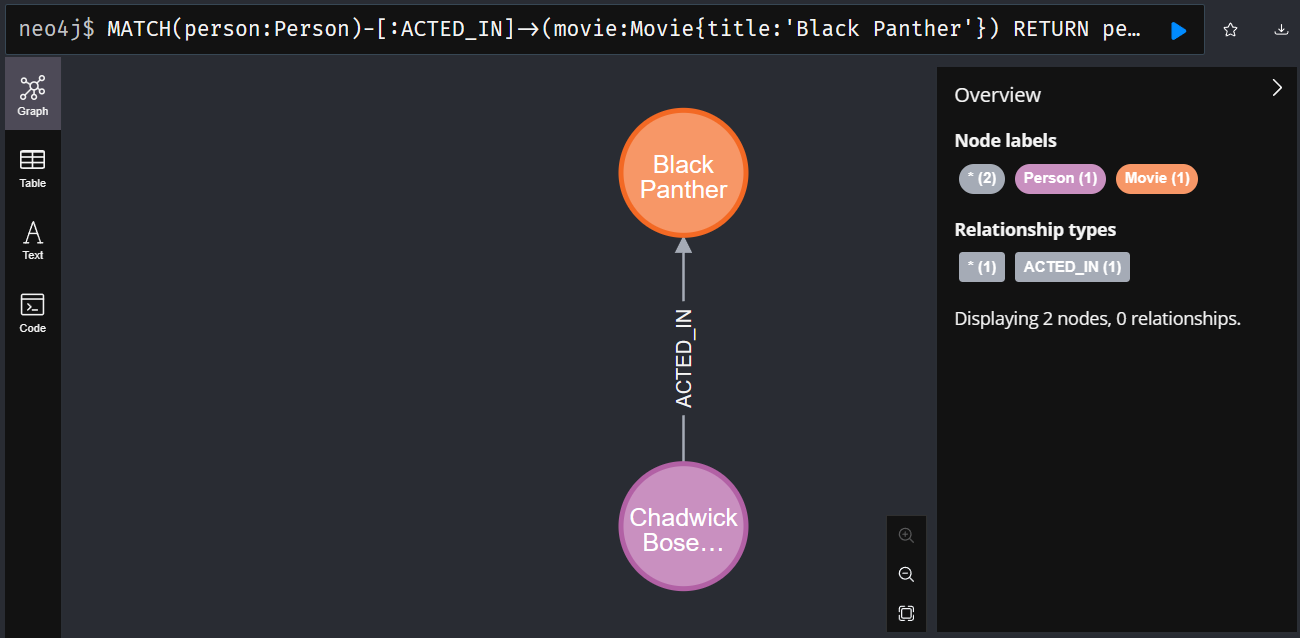 neo4j$ MATCH(person:Person)-[:ACTED_IN]→(movie:Movie{title:'Black Panther'}) RETURN pe…
Graph
Table
Text
Code
Black
Panther
ACTED_IN
Chadwick
Bose…
Overview
Node labels
* (2) Person (1) Movie (1)
Relationship types
* (1) ACTED_IN (1)
Displaying 2 nodes, 0 relationships.